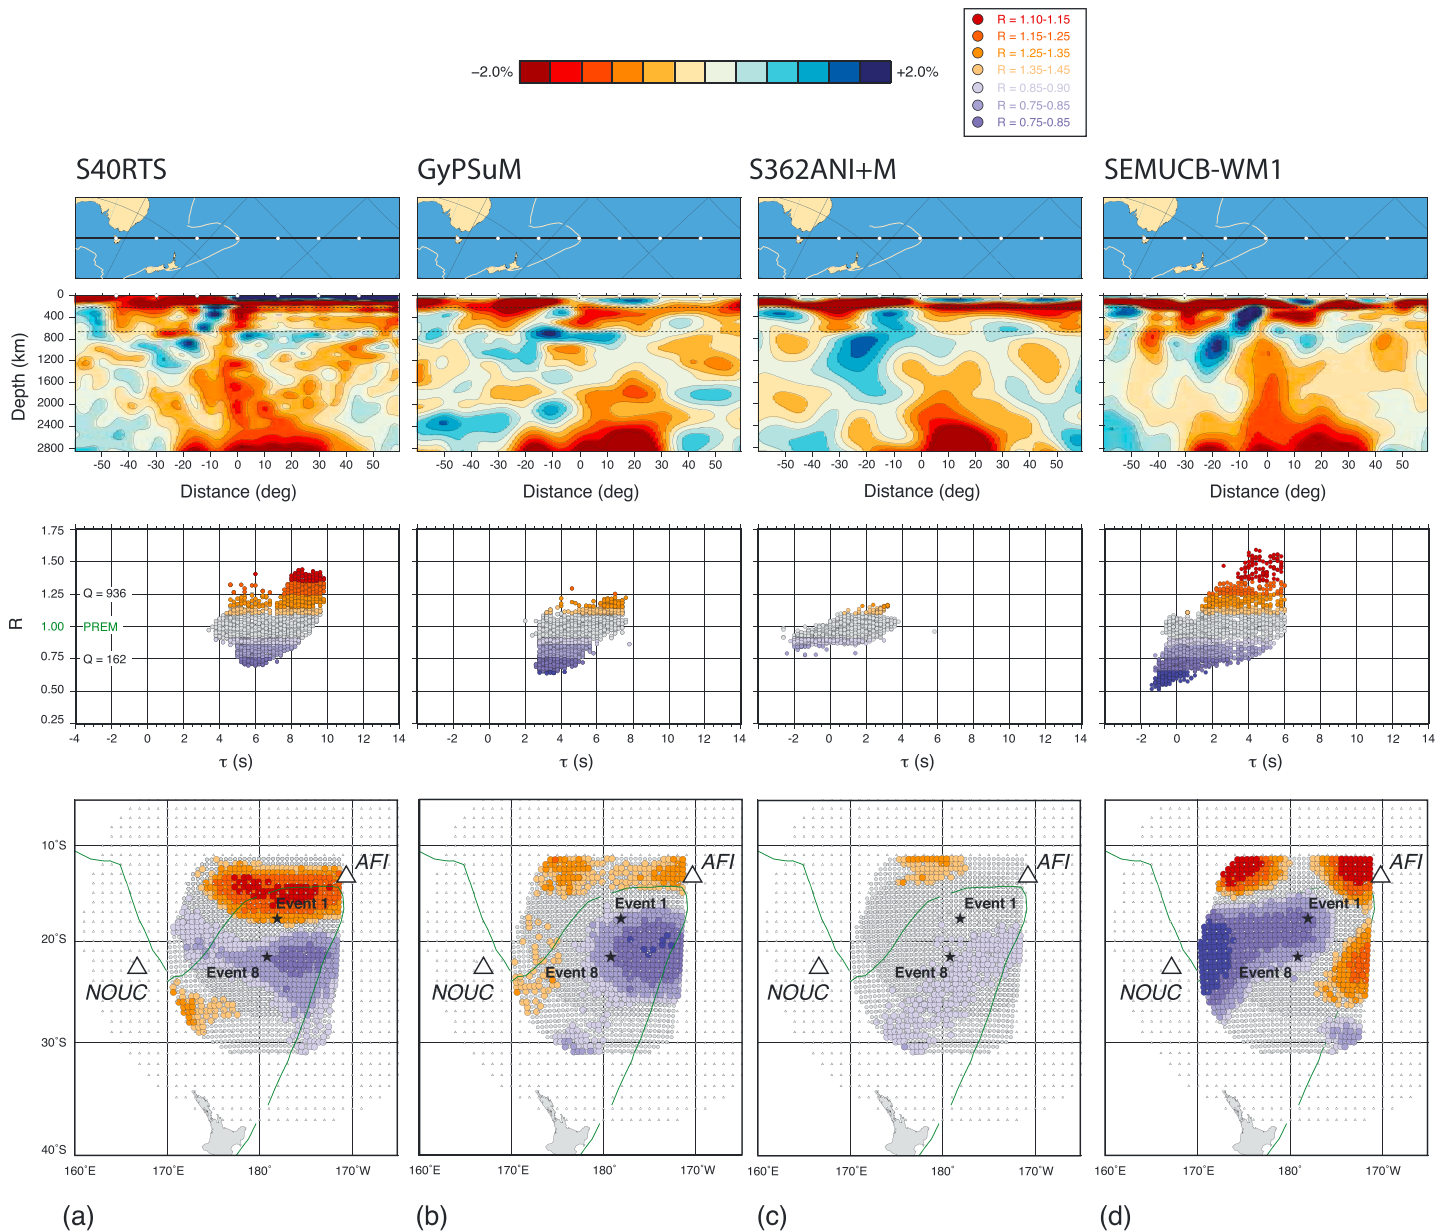 R = 1.10-1.15
R = 1.15-1.25
R = 1.25-1.35
R = 1.35-1.45
R = 0.85-0.90
R = 0.75-0.85
R = 0.75-0.85
−2.0% +2.0%
S40RTS GyPSuM S362ANI+M SEMUCB-WM1
Depth (km)
0
400
800
1200
1600
2000
2400
2800
-50 -40 -30 -20 -10 0 10 20 30 40 50
-50 -40 -30 -20 -10 0 10 20 30 40 50
-50 -40 -30 -20 -10 0 10 20 30 40 50
-50 -40 -30 -20 -10 0 10 20 30 40 50
Distance (deg) Distance (deg) Distance (deg) Distance (deg)
R
1.75
1.50
1.25
1.00
0.75
0.50
0.25
Q = 936
PREM
Q = 162
-4 -2 0 2 4 6 8 10 12 14
-2 0 2 4 6 8 10 12 14
-2 0 2 4 6 8 10 12 14
-2 0 2 4 6 8 10 12 14
τ (s) τ (s) τ (s) τ (s)
10˚S
20˚S
30˚S
40˚S
AFI
Event 1
Event 8
NOUC
AFI
Event 1
Event 8
NOUC
AFI
Event 1
Event 8
NOUC
AFI
Event 1
Event 8
NOUC
160˚E 170˚E 180˚ 170˚W
160˚E 170˚E 180˚ 170˚W
160˚E 170˚E 180˚ 170˚W
160˚E 170˚E 180˚ 170˚W
(a) (b) (c) (d)